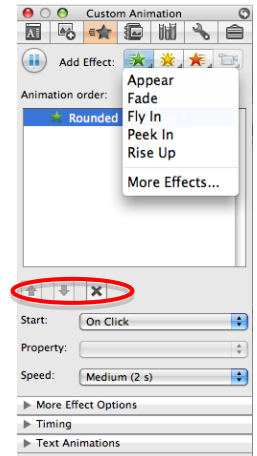 Custom Animation
Add Effect:
Appear
Fade
Animation order:
Fly In
Rounded
Peek In
Rise Up
More Effects...
Start: On Click
Property:
Speed: Medium (2 s)
More Effect Options
Timing
Text Animations